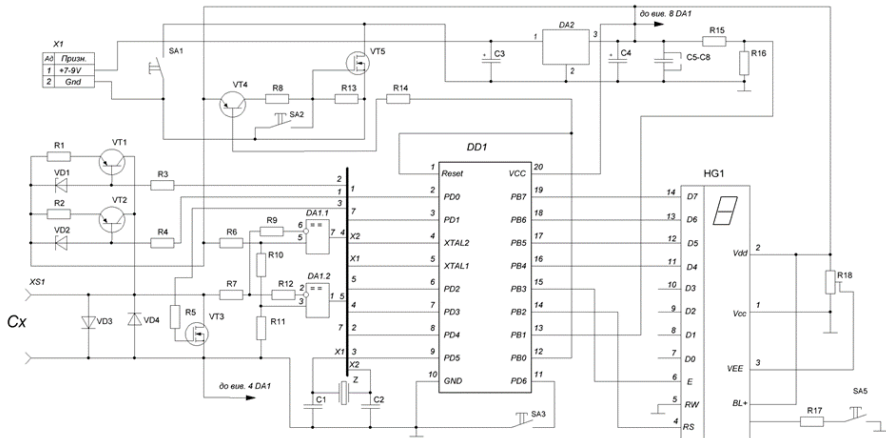 до вив. 8 DA1
X1
Ад Призн.
1 +7-9V
2 Gnd
SA1
VT5
VT4
R8
R13
SA2
R14
C3
DA2
1
3
2
C4
C5-C8
R15
R16
R1
VT1
VD1
R3
R2
VT2
VD2
R4
R6
R9
DA1.1
==
6
5
7
4
R10
R7
R12
DA1.2
==
2
3
1
5
R11
XS1
Cx
VD3
VD4
R5
VT3
до вив. 4 DA1
2
1
3
1
7
X2
X1
5
4
7
2
X1
3
X2
Z
C1
C2
DD1
1 Reset VCC 20
2 PD0 PB7 19
3 PD1 PB6 18
4 XTAL2 PB5 17
5 XTAL1 PB4 16
6 PD2 PB3 15
7 PD3 PB2 14
8 PD4 PB1 13
9 PD5 PB0 12
10 GND PD6 11
SA3
HG1
14 D7
13 D6
12 D5
11 D4
10 D3
9 D2
8 D1
7 D0
6 E
5 RW
4 RS
Vdd 2
Vcc 1
VEE 3
BL+
R18
R17
SA5